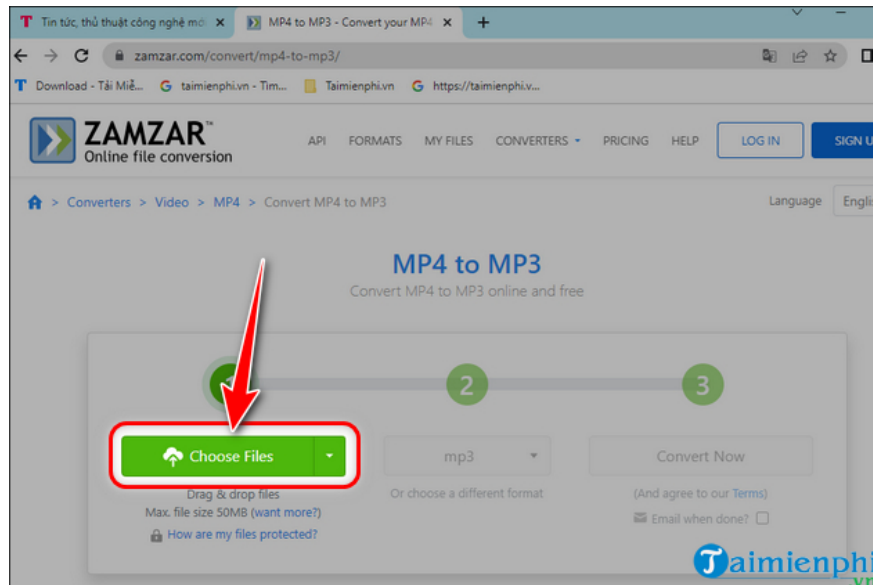 T Tin tức, thủ thuật công nghệ mớ
MP4 to MP3 - Convert your MP4
zamzar.com/convert/mp4-to-mp3/
T Download - Tải Miễ... G taimienphi.vn - Tim... Taimienphi.vn G https://taimienphi.v...
ZAMZAR™
Online file conversion
API FORMATS MY FILES CONVERTERS PRICING HELP LOG IN SIGN U
> Converters > Video > MP4 > Convert MP4 to MP3
Language Englis
MP4 to MP3
Convert MP4 to MP3 online and free
1 2 3
Choose Files mp3 Convert Now
Drag & drop files Or choose a different format (And agree to our Terms)
Max. file size 50MB (want more?) Email when done?
How are my files protected?
Taimienphi
.vn